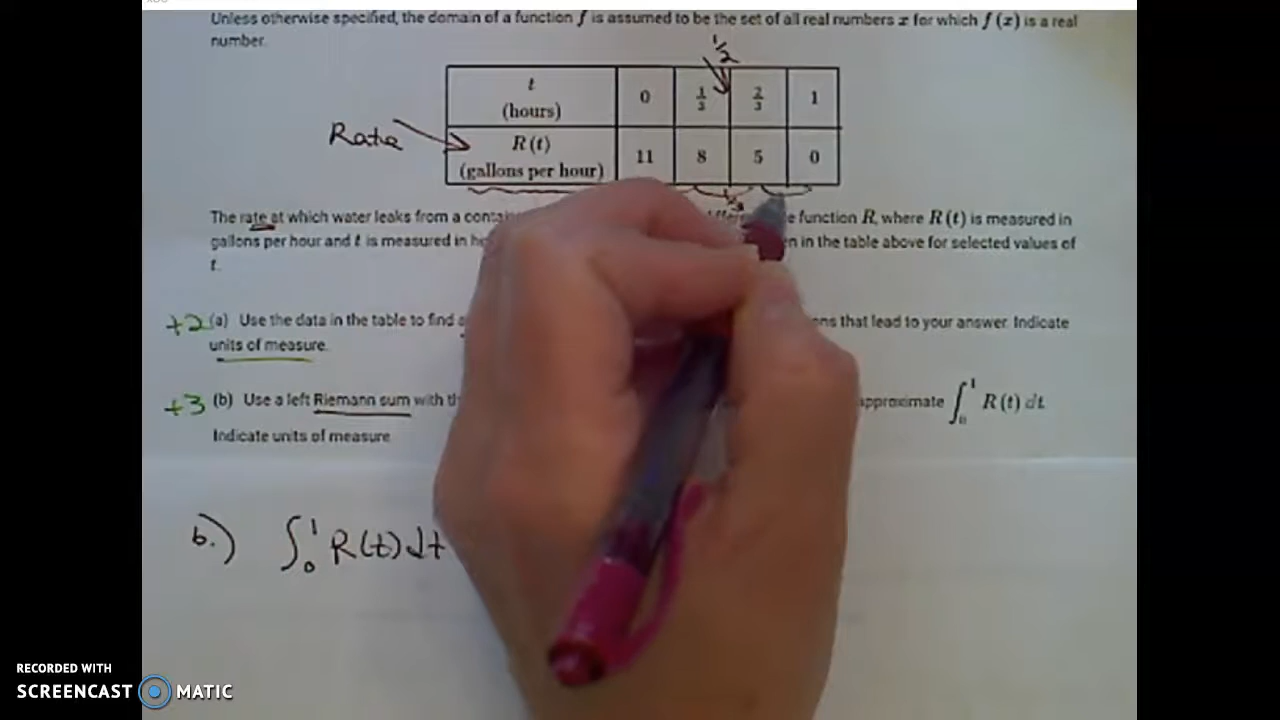 Unless otherwise specified, the domain of a function f is assumed to be the set of all real numbers x for which f (x) is a real
number.
1/2
t
(hours) 0 1/3 2/3 1
Rate
R (t)
(gallons per hour) 11 8 5 0
1/3
The rate at which water leaks from a function R, where R (t) is measured in
gallons per hour and t is measured in in the table above for selected values of
t.
+2 (a) Use the data in the table to find that lead to your answer. Indicate
units of measure.
+3 (b) Use a left Riemann sum with approximate ∫₀¹ R (t) dt.
Indicate units of measure.
b.) ∫₀¹ R(t)dt
RECORDED WITH
SCREENCAST MATIC